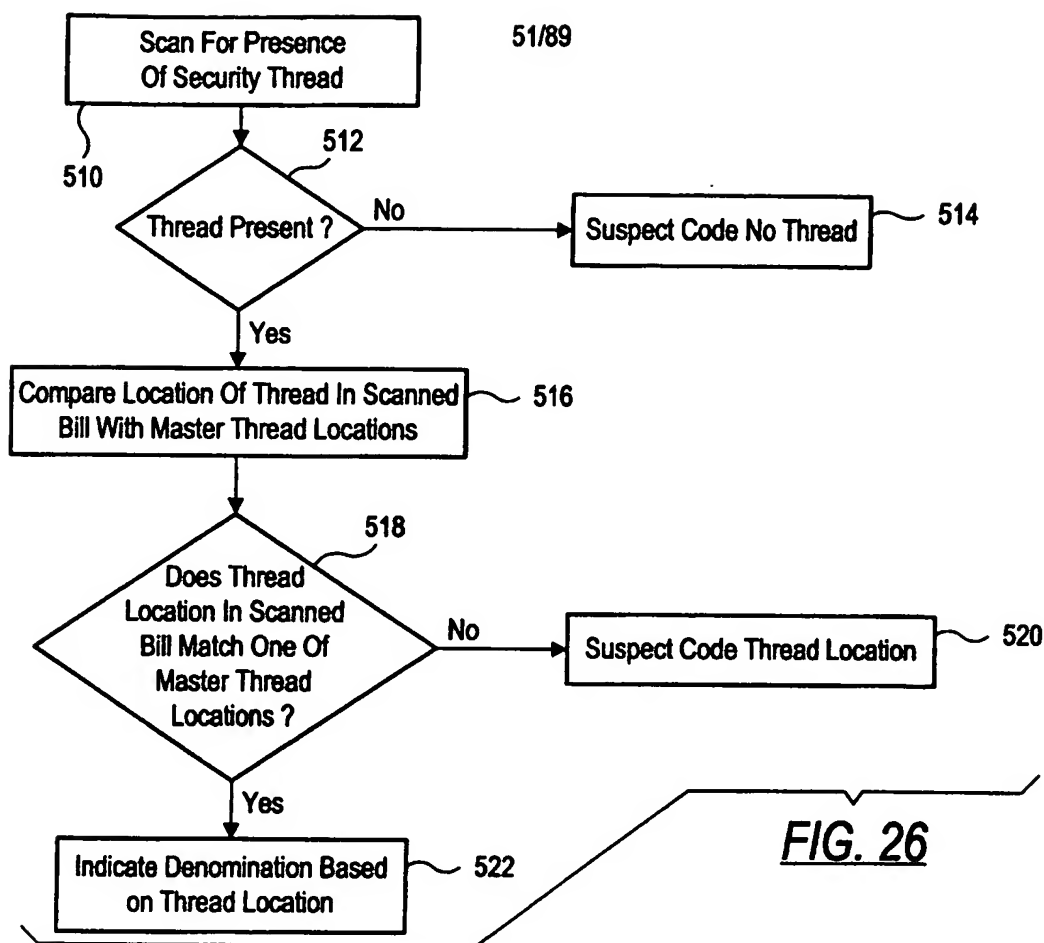 51/89
Scan For Presence
Of Security Thread
510
512
Thread Present ?
No
Suspect Code No Thread
514
Yes
Compare Location Of Thread In Scanned
Bill With Master Thread Locations
516
518
Does Thread
Location In Scanned
Bill Match One Of
Master Thread
Locations ?
No
Suspect Code Thread Location
520
Yes
Indicate Denomination Based
on Thread Location
522
FIG. 26